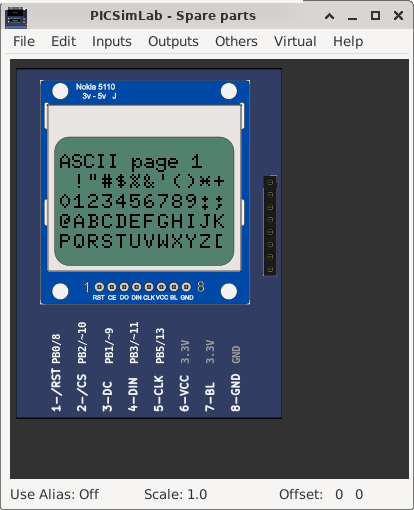 PICSimLab - Spare parts
File Edit Inputs Outputs Others Virtual Help
Nokia 5110
3v - 5v J
ASCII page 1
!"#$%&'()*+
0123456789:;
@ABCDEFGHIJK
PQRSTUVWXYZ[
1 8
RST CE DC DIN CLK VCC BL GND
1-/RST PB0/8
2-/CS PB2/~10
3-DC PB1/~9
4-DIN PB3/~11
5-CLK PB5/13
6-VCC 3.3V
7-BL 3.3V
8-GND GND
Use Alias: Off Scale: 1.0 Offset: 0 0